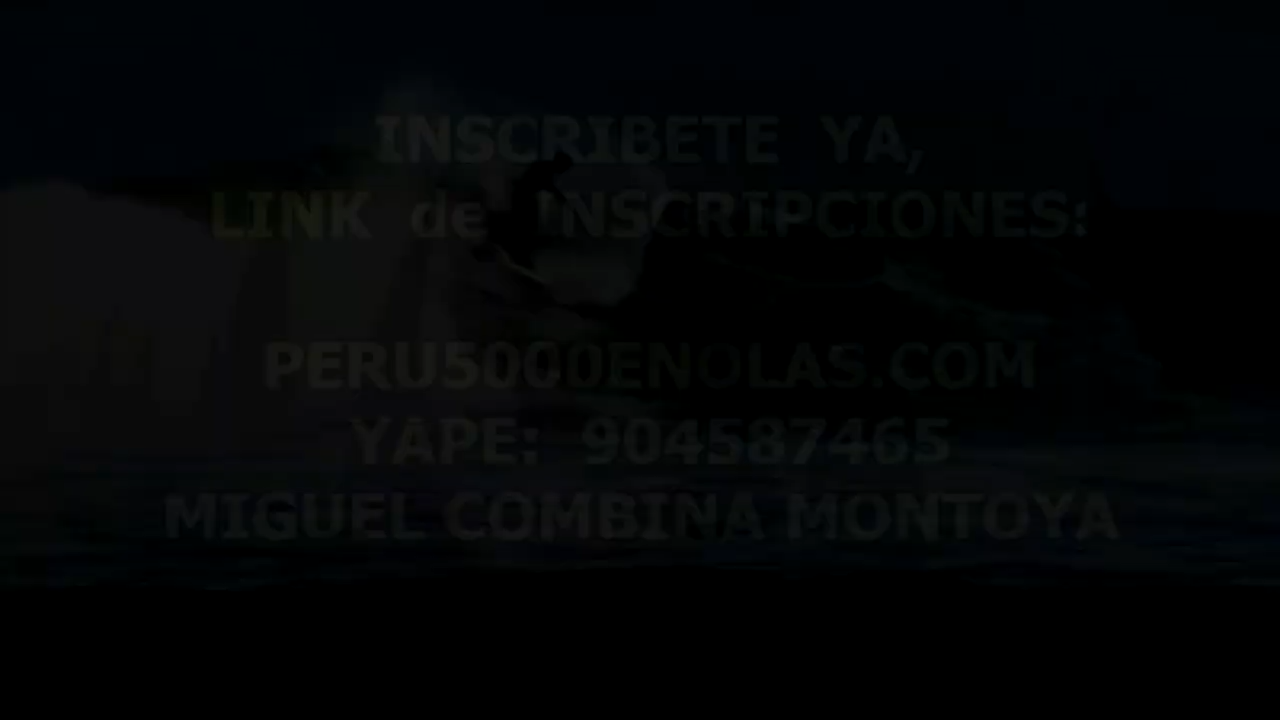 INSCRIBETE YA,
LINK de INSCRIPCIONES:
PERU5000ENOLAS.COM
YAPE: 904587465
MIGUEL COMBINA MONTOYA